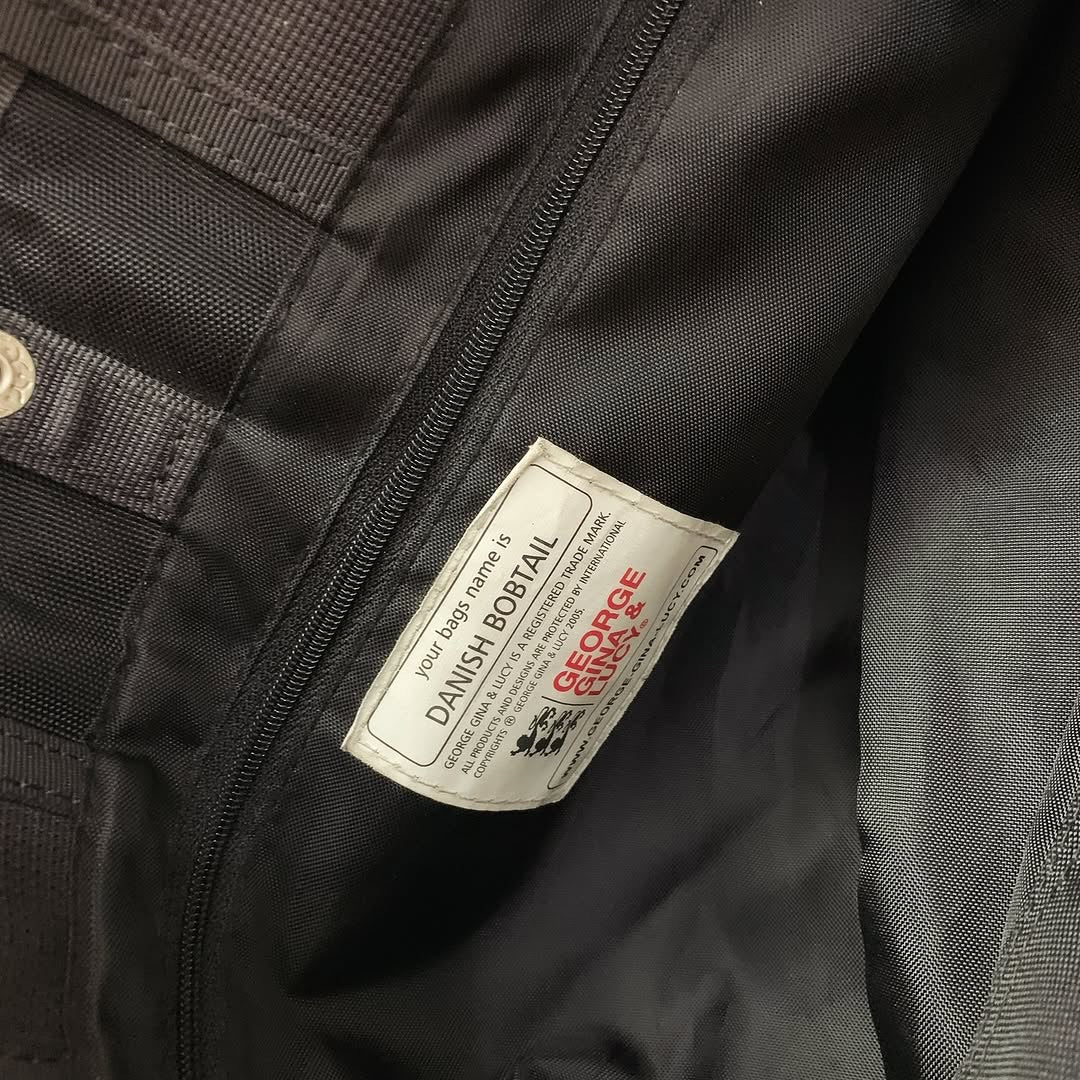 your bags name is
DANISH BOBTAIL
GEORGE GINA & LUCY IS A REGISTERED TRADE MARK.
ALL PRODUCTS AND DESIGNS ARE PROTECTED BY INTERNATIONAL
COPYRIGHTS ® GEORGE GINA & LUCY 2005.
GEORGE
GINA &
LUCY®
WWW.GEORGE-GINA-LUCY.COM